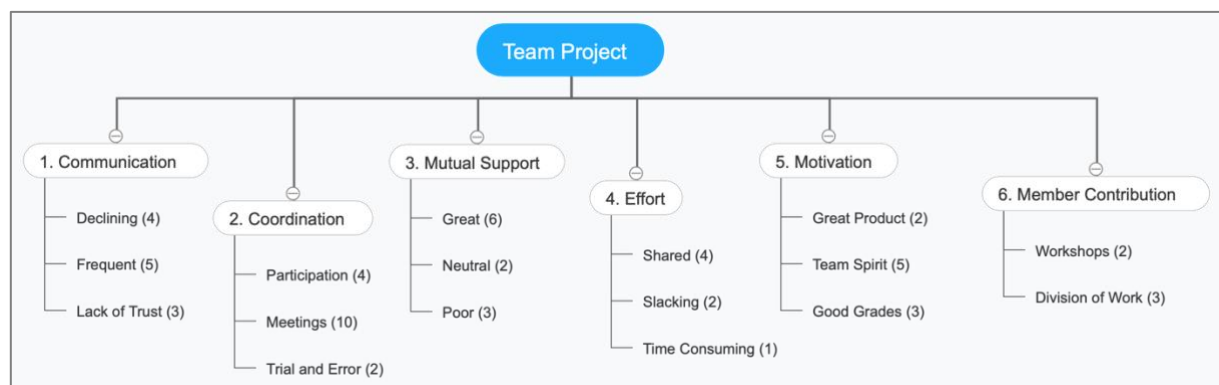 Team Project
1. Communication
Declining (4)
Frequent (5)
Lack of Trust (3)
2. Coordination
Participation (4)
Meetings (10)
Trial and Error (2)
3. Mutual Support
Great (6)
Neutral (2)
Poor (3)
4. Effort
Shared (4)
Slacking (2)
Time Consuming (1)
5. Motivation
Great Product (2)
Team Spirit (5)
Good Grades (3)
6. Member Contribution
Workshops (2)
Division of Work (3)